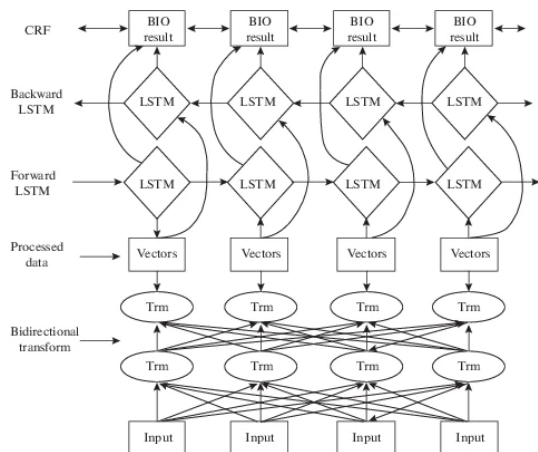 CRF
BIO
result
BIO
result
BIO
result
BIO
result
Backward
LSTM
LSTM
LSTM
LSTM
LSTM
Forward
LSTM
LSTM
LSTM
LSTM
LSTM
Processed
data
Vectors
Vectors
Vectors
Vectors
Trm
Trm
Trm
Trm
Bidirectional
transform
Trm
Trm
Trm
Trm
Input
Input
Input
Input